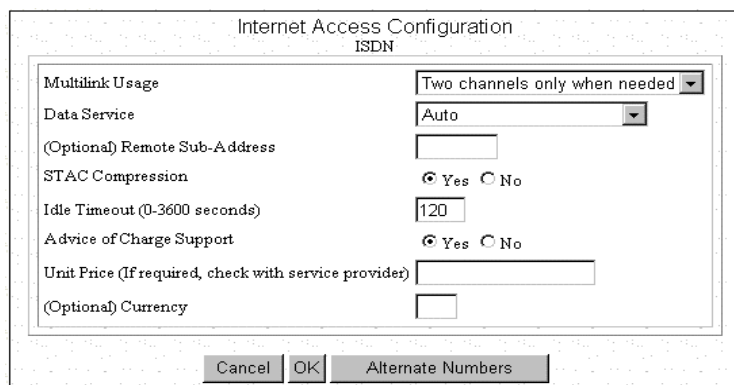 Internet Access Configuration
ISDN
Multilink Usage Two channels only when needed
Data Service Auto
(Optional) Remote Sub-Address
STAC Compression Yes No
Idle Timeout (0-3600 seconds) 120
Advice of Charge Support Yes No
Unit Price (If required, check with service provider)
(Optional) Currency
Cancel OK Alternate Numbers